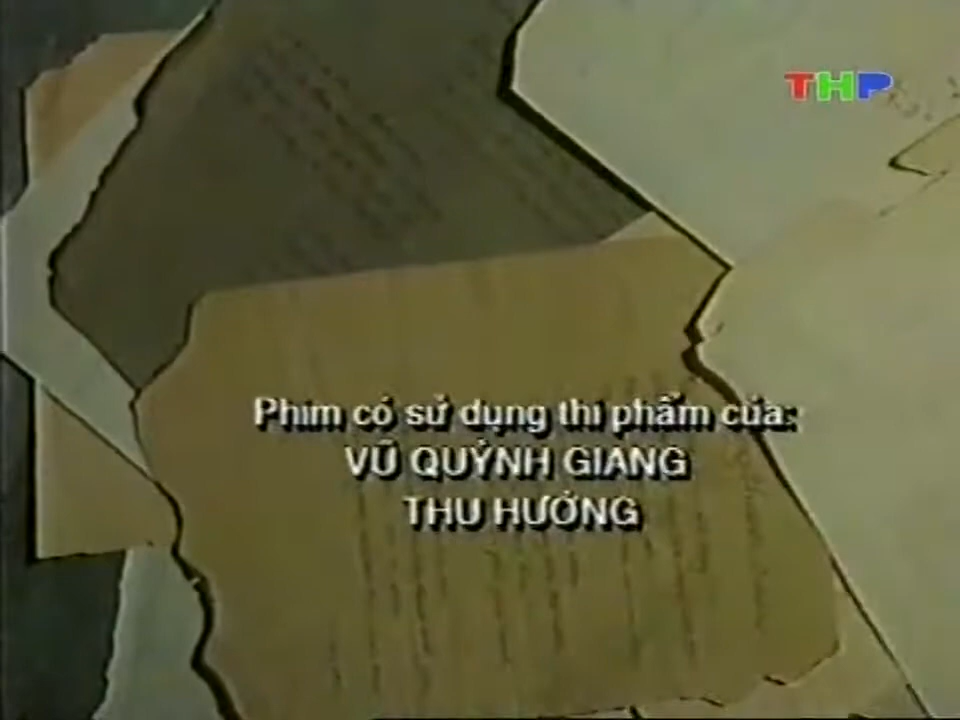 THP
Phim có sử dụng thi phẩm của:
VŨ QUỲNH GIANG
THU HƯỜNG